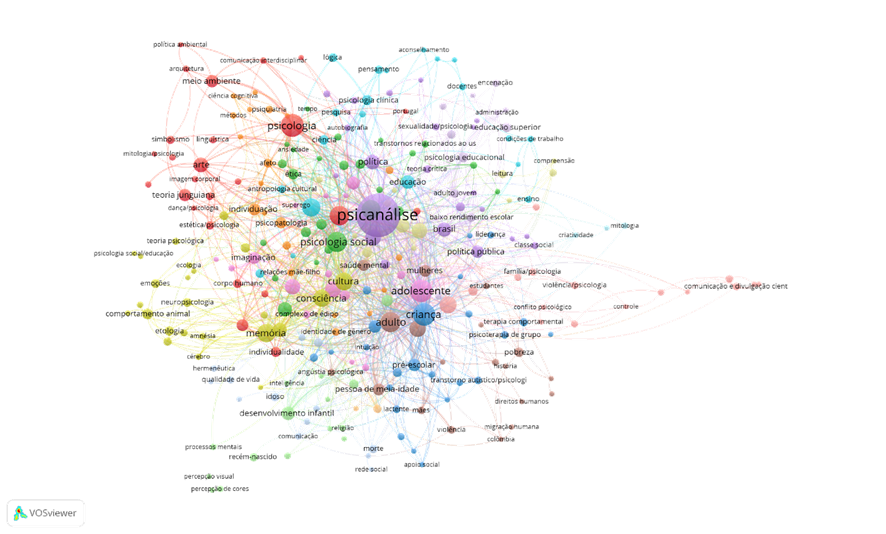 política ambiental
aconselhamento
comunicação interdisciplinar
lógica
arquitetura
pensamento
meio ambiente
encenação
docentes
ciência cognitiva
psicologia clínica
psiquiatria
tempo
pesquisa
portugal
administração
métodos
psicologia
autobiografia
sexualidade/psicologia
educação superior
simbolismo
linguística
ciência
condições de trabalho
transtornos relacionados ao us
ansiedade
mitologia/psicologia
psicologia educacional
arte
afeto
política
compreensão
teoria crítica
ética
leitura
imagem corporal
educação
antropologia cultural
teoria junguiana
adulto jovem
ensino
superego
dança/psicologia
individuação
psicanálise
baixo rendimento escolar
estética/psicologia
psicopatologia
brasil
mitologia
liderança
criatividade
teoria psicológica
psicologia social
classe social
psicologia social/educação
imaginação
política pública
ecologia
saúde mental
relações mãe-filho
mulheres
família/psicologia
emoções
corpo humano
cultura
estudantes
violência/psicologia
comunicação e divulgação cient
adolescente
neuropsicologia
consciência
conflito psicológico
controle
comportamento animal
complexo de édipo
criança
adulto
terapia comportamental
etologia
amnésia
memória
identidade de gênero
psicoterapia de grupo
intuição
individualidade
pobreza
cérebro
hermenêutica
angústia psicológica
pré-escolar
história
qualidade de vida
inteligência
transtorno autístico/psicologi
pessoa de meia-idade
idoso
direitos humanos
desenvolvimento infantil
lactente
mães
religião
violência
migração humana
comunicação
colômbia
processos mentais
morte
recém-nascido
rede social
apoio social
percepção visual
percepção de cores
VOSviewer